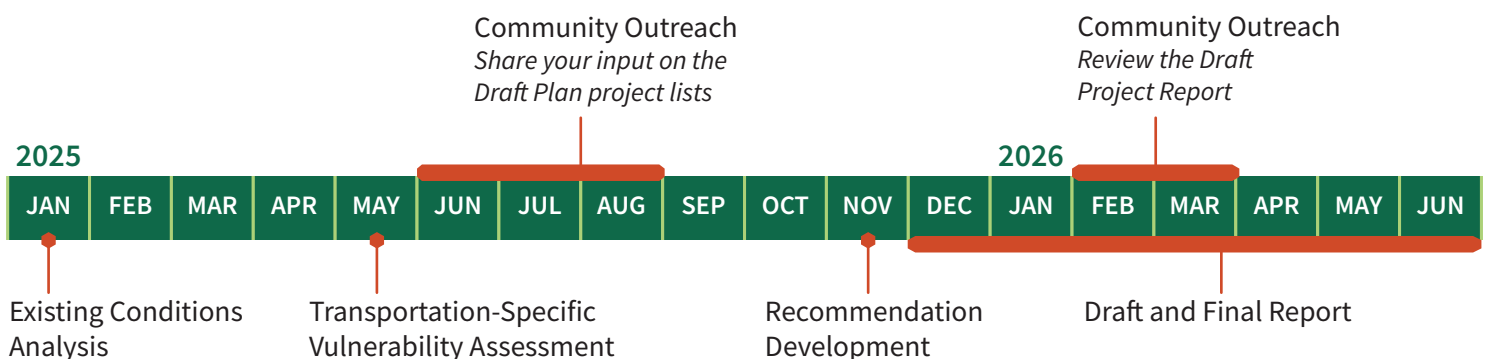 Community Outreach
Share your input on the
Draft Plan project lists
Community Outreach
Review the Draft
Project Report
2025
2026
JAN FEB MAR APR MAY JUN JUL AUG SEP OCT NOV DEC JAN FEB MAR APR MAY JUN
Existing Conditions
Analysis
Transportation-Specific
Vulnerability Assessment
Recommendation
Development
Draft and Final Report